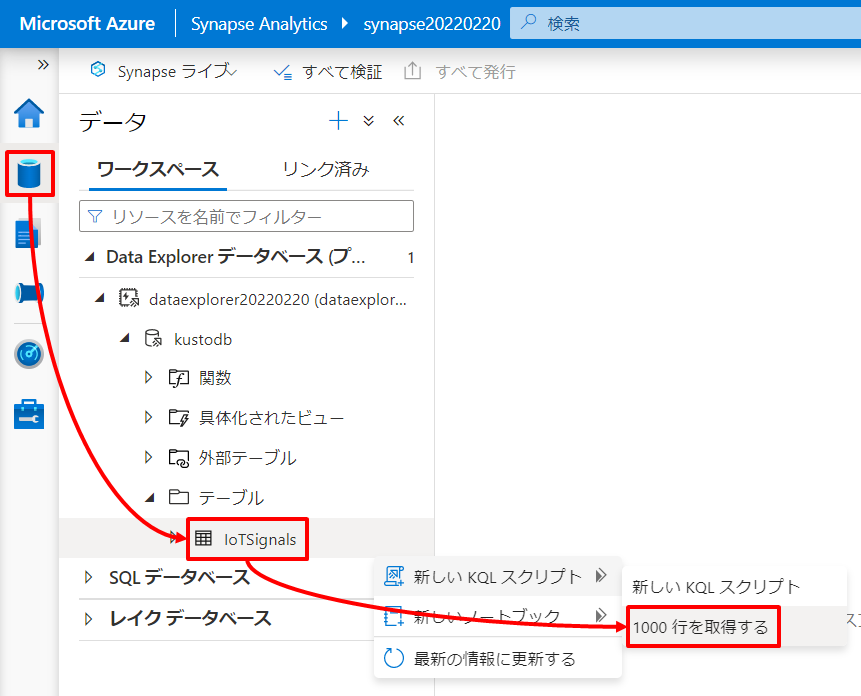 Microsoft Azure Synapse Analytics synapse20220220 検索
Synapse ライブ すべて検証 すべて発行
データ
ワークスペース リンク済み
リソースを名前でフィルター
Data Explorer データベース (プ... 1
dataexplorer20220220 (dataexplor...
kustodb
関数
具体化されたビュー
外部テーブル
テーブル
IoTSignals
SQL データベース
新しい KQL スクリプト
新しい KQL スクリプト
レイク データベース
新しいノートブック
1000 行を取得する
最新の情報に更新する